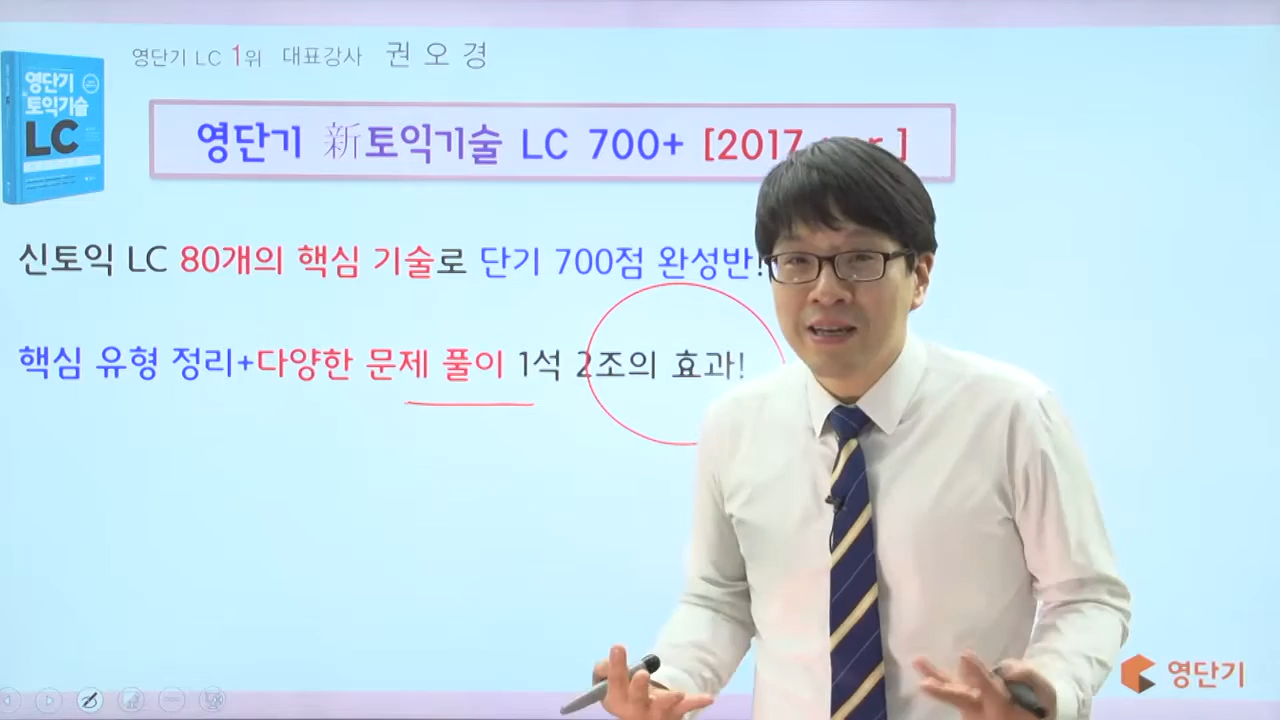 영단기 LC 1위 대표강사 권오경
영단기
토익기술
LC
영단기 新토익기술 LC 700+ [2017 ]
신토익 LC 80개의 핵심 기술로 단기 700점 완성반!
핵심 유형 정리+다양한 문제 풀이 1석 2조의 효과!
영단기